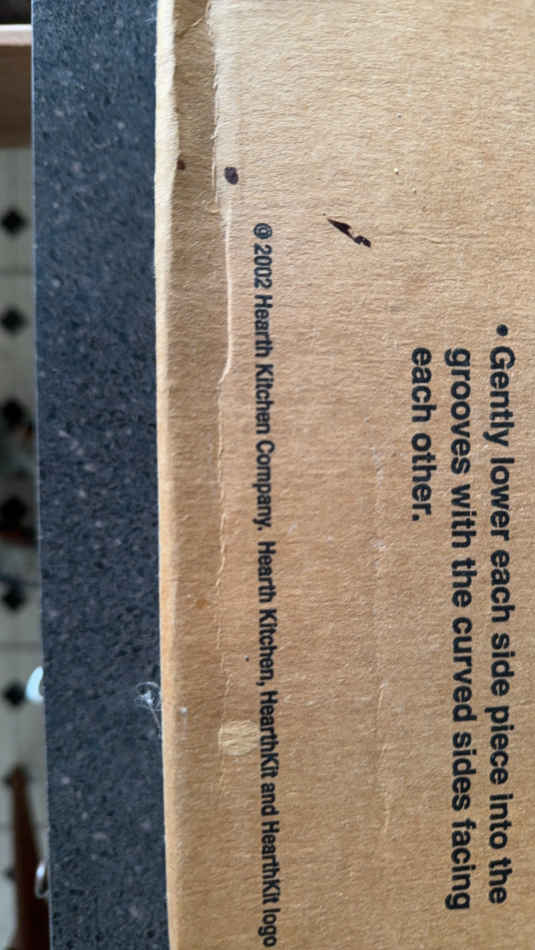 • Gently lower each side piece into the
grooves with the curved sides facing
each other.
© 2002 Hearth Kitchen Company. Hearth Kitchen, HearthKit and HearthKit logo